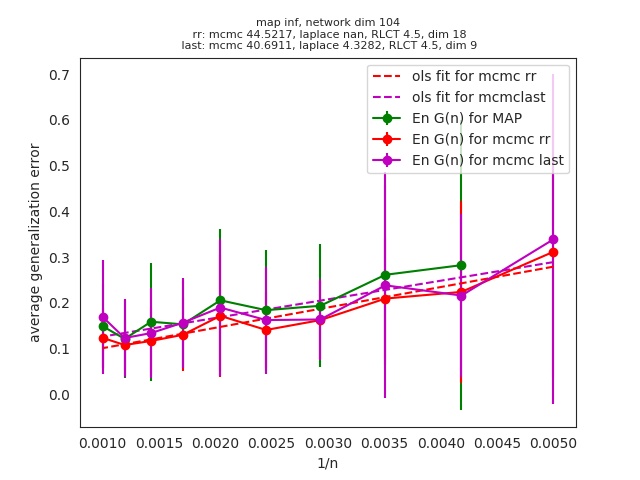 map inf, network dim 104
rr: mcmc 44.5217, laplace nan, RLCT 4.5, dim 18
last: mcmc 40.6911, laplace 4.3282, RLCT 4.5, dim 9
ols fit for mcmc rr
ols fit for mcmclast
En G(n) for MAP
En G(n) for mcmc rr
En G(n) for mcmc last
average generalization error
0.7
0.6
0.5
0.4
0.3
0.2
0.1
0.0
0.0010 0.0015 0.0020 0.0025 0.0030 0.0035 0.0040 0.0045 0.0050
1/n